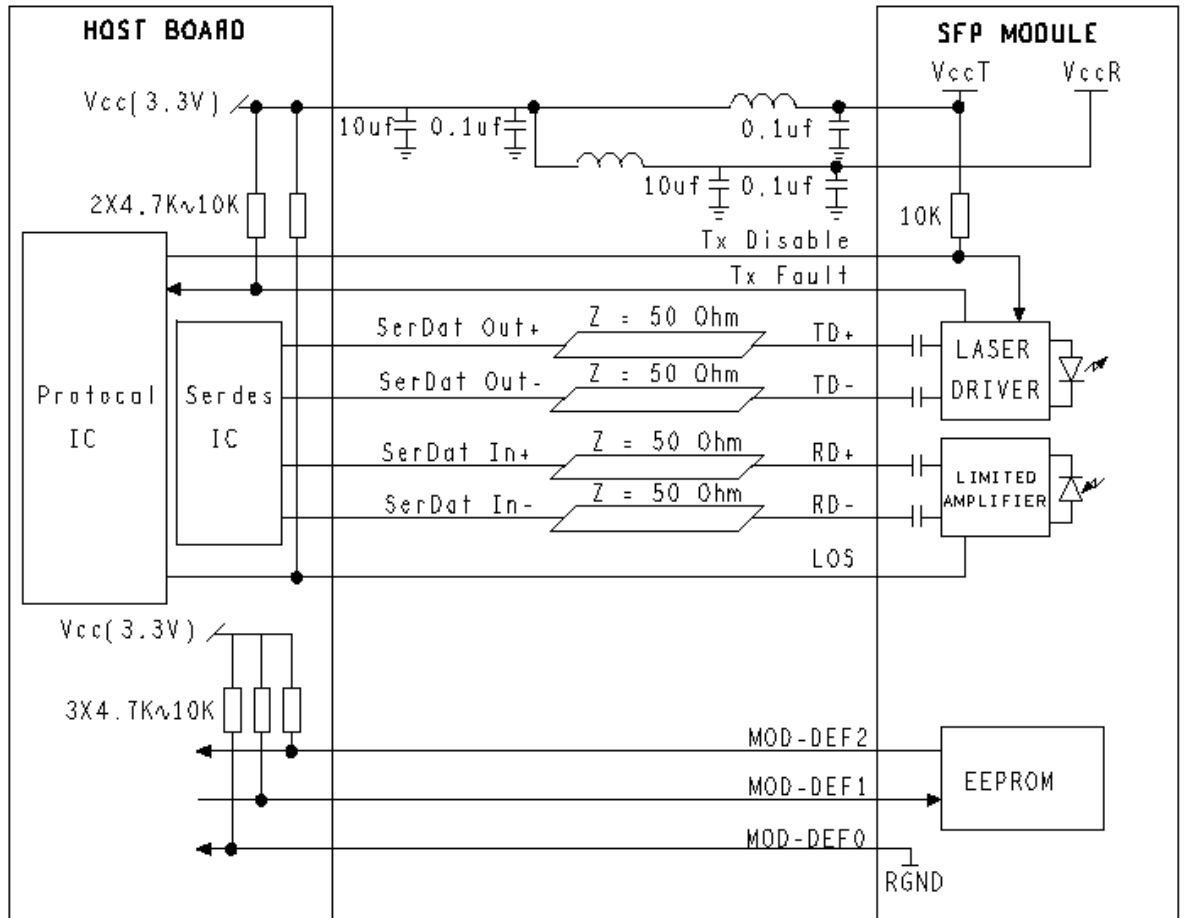 HOST BOARD
SFP MODULE
VccT
VccR
Vcc(3.3V)
10uf
0.1uf
0.1uf
10uf
0.1uf
2X4.7K~10K
10K
Tx Disable
Tx Fault
SerDat Out+
Z = 50 Ohm
TD+
SerDat Out-
Z = 50 Ohm
TD-
LASER
DRIVER
Protocal
IC
Serdes
IC
SerDat In+
Z = 50 Ohm
RD+
SerDat In-
Z = 50 Ohm
RD-
LIMITED
AMPLIFIER
LOS
Vcc(3.3V)
3X4.7K~10K
MOD-DEF2
MOD-DEF1
EEPROM
MOD-DEF0
RGND